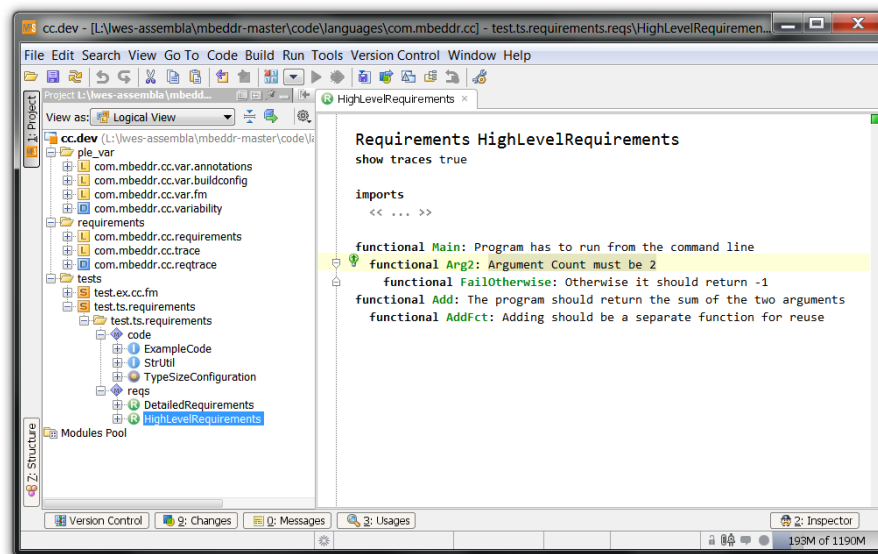 cc.dev - [L:\lwes-assembla\mbeddr-master\code\languages\com.mbeddr.cc] - test.ts.requirements.reqs\HighLevelRequiremen...
File Edit Search View Go To Code Build Run Tools Version Control Window Help
Project L:\lwes-assembla\mbedd...
HighLevelRequirements
1: Project
View as: Logical View
cc.dev (L:\lwes-assembla\mbeddr-master\code\la
ple_var
com.mbeddr.cc.var.annotations
com.mbeddr.cc.var.buildconfig
com.mbeddr.cc.var.fm
com.mbeddr.cc.variability
requirements
com.mbeddr.cc.requirements
com.mbeddr.cc.trace
com.mbeddr.cc.reqtrace
tests
test.ex.cc.fm
test.ts.requirements
test.ts.requirements
code
ExampleCode
StrUtil
TypeSizeConfiguration
reqs
DetailedRequirements
HighLevelRequirements
Modules Pool
Z: Structure
Requirements HighLevelRequirements
show traces true
imports
<< ... >>
functional Main: Program has to run from the command line
functional Arg2: Argument Count must be 2
functional FailOtherwise: Otherwise it should return -1
functional Add: The program should return the sum of the two arguments
functional AddFct: Adding should be a separate function for reuse
Version Control 9: Changes 0: Messages 3: Usages 2: Inspector
193M of 1190M